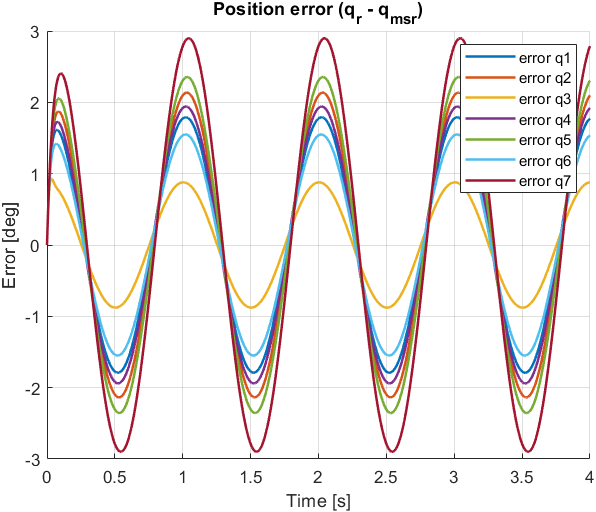 Position error (q_r - q_msr)
error q1
error q2
error q3
error q4
error q5
error q6
error q7
Error [deg]
3
2
1
0
-1
-2
-3
0 0.5 1 1.5 2 2.5 3 3.5 4
Time [s]